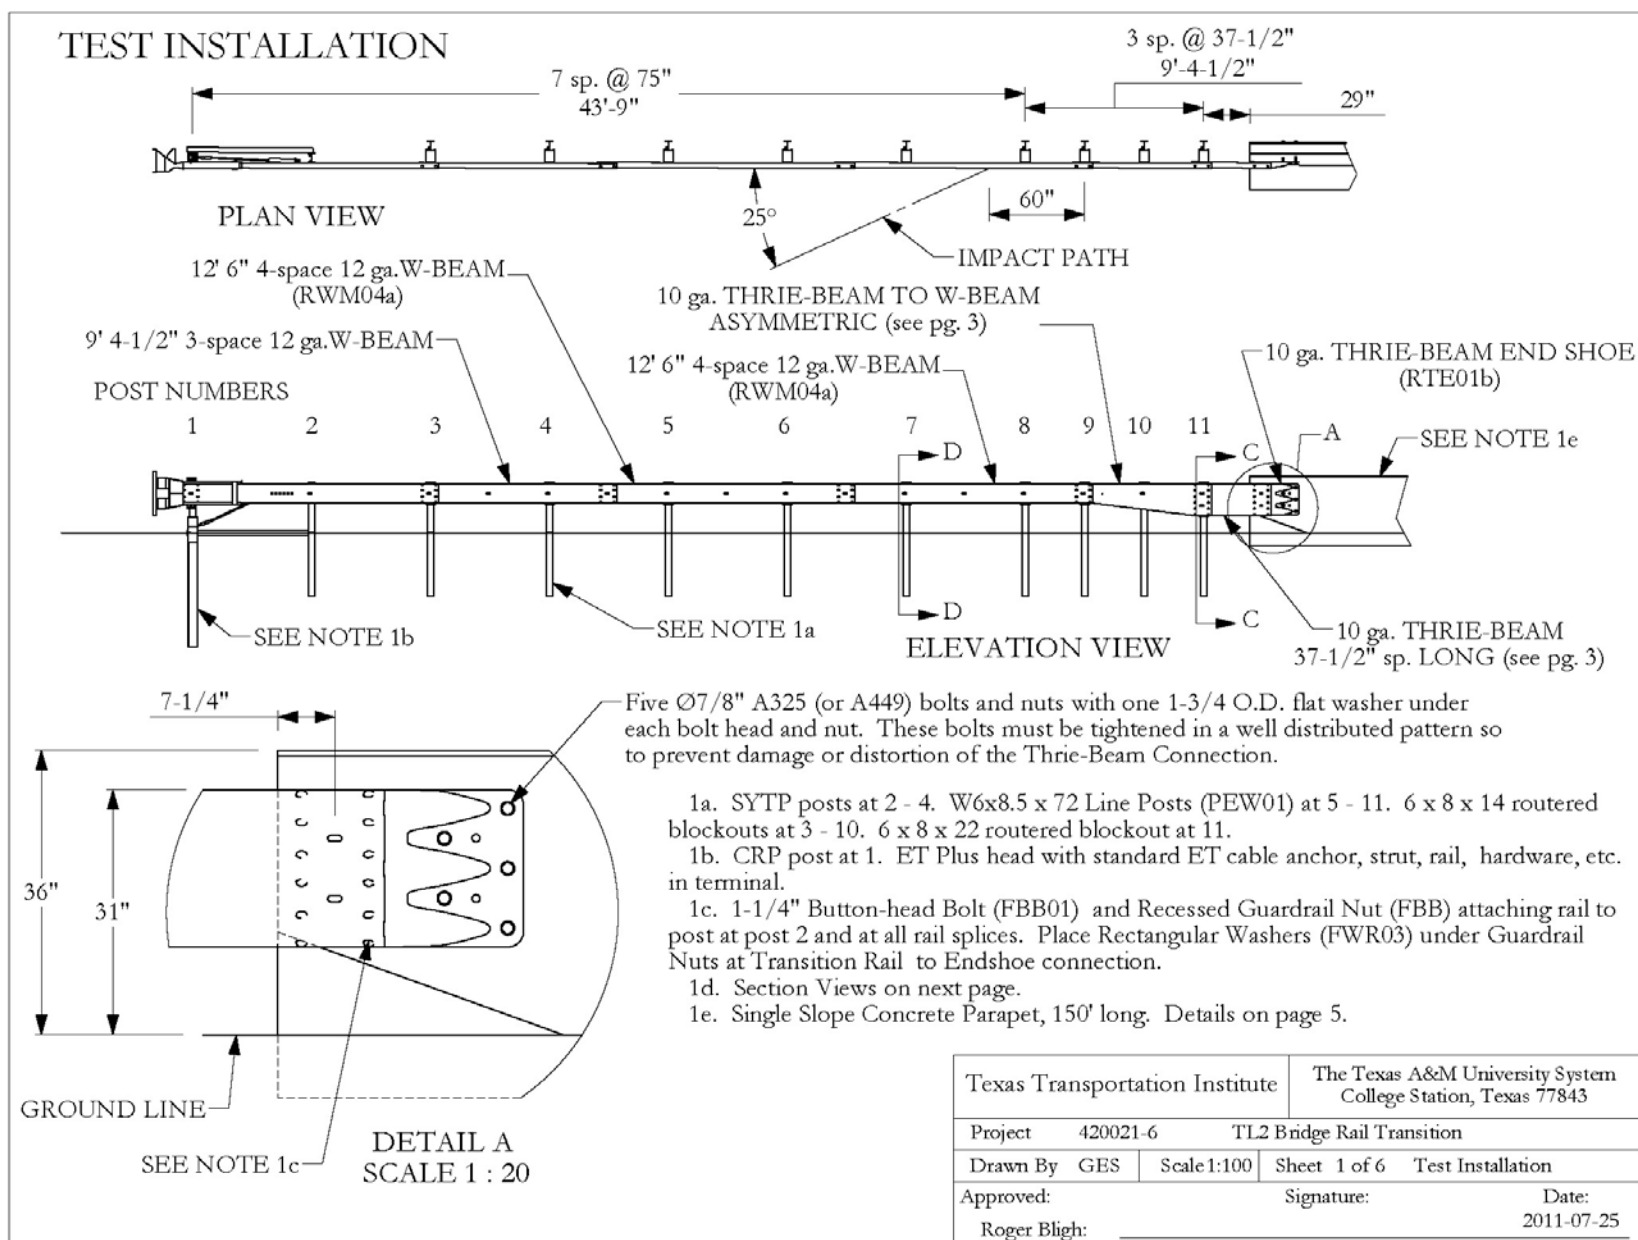 TEST INSTALLATION
3 sp. @ 37-1/2"
9'-4-1/2"
7 sp. @ 75"
43'-9"
29"
PLAN VIEW
25°
60"
IMPACT PATH
12' 6" 4-space 12 ga.W-BEAM
(RWM04a)
10 ga. THRIE-BEAM TO W-BEAM
ASYMMETRIC (see pg. 3)
9' 4-1/2" 3-space 12 ga.W-BEAM
12' 6" 4-space 12 ga.W-BEAM
(RWM04a)
10 ga. THRIE-BEAM END SHOE
(RTE01b)
POST NUMBERS
1 2 3 4 5 6 7 8 9 10 11
A
SEE NOTE 1e
D
C
D
C
SEE NOTE 1b
SEE NOTE 1a
ELEVATION VIEW
10 ga. THRIE-BEAM
37-1/2" sp. LONG (see pg. 3)
7-1/4"
36"
31"
GROUND LINE
SEE NOTE 1c
DETAIL A
SCALE 1 : 20
Five Ø7/8" A325 (or A449) bolts and nuts with one 1-3/4 O.D. flat washer under
each bolt head and nut. These bolts must be tightened in a well distributed pattern so
to prevent damage or distortion of the Thrie-Beam Connection.
1a. SYTP posts at 2 - 4. W6x8.5 x 72 Line Posts (PEW01) at 5 - 11. 6 x 8 x 14 routered
blockouts at 3 - 10. 6 x 8 x 22 routered blockout at 11.
1b. CRP post at 1. ET Plus head with standard ET cable anchor, strut, rail, hardware, etc.
in terminal.
1c. 1-1/4" Button-head Bolt (FBB01) and Recessed Guardrail Nut (FBB) attaching rail to
post at post 2 and at all rail splices. Place Rectangular Washers (FWR03) under Guardrail
Nuts at Transition Rail to Endshoe connection.
1d. Section Views on next page.
1e. Single Slope Concrete Parapet, 150' long. Details on page 5.
Texas Transportation Institute
The Texas A&M University System
College Station, Texas 77843
Project 420021-6 TL2 Bridge Rail Transition
Drawn By GES Scale 1:100 Sheet 1 of 6 Test Installation
Approved: Signature: Date:
Roger Bligh: 2011-07-25